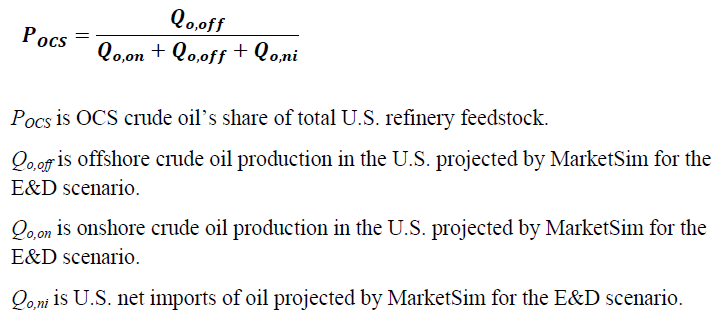 P_OCS = Q_o,off / (Q_o,on + Q_o,off + Q_o,ni)
P_OCS is OCS crude oil’s share of total U.S. refinery feedstock.
Q_o,off is offshore crude oil production in the U.S. projected by MarketSim for the
E&D scenario.
Q_o,on is onshore crude oil production in the U.S. projected by MarketSim for the
E&D scenario.
Q_o,ni is U.S. net imports of oil projected by MarketSim for the E&D scenario.